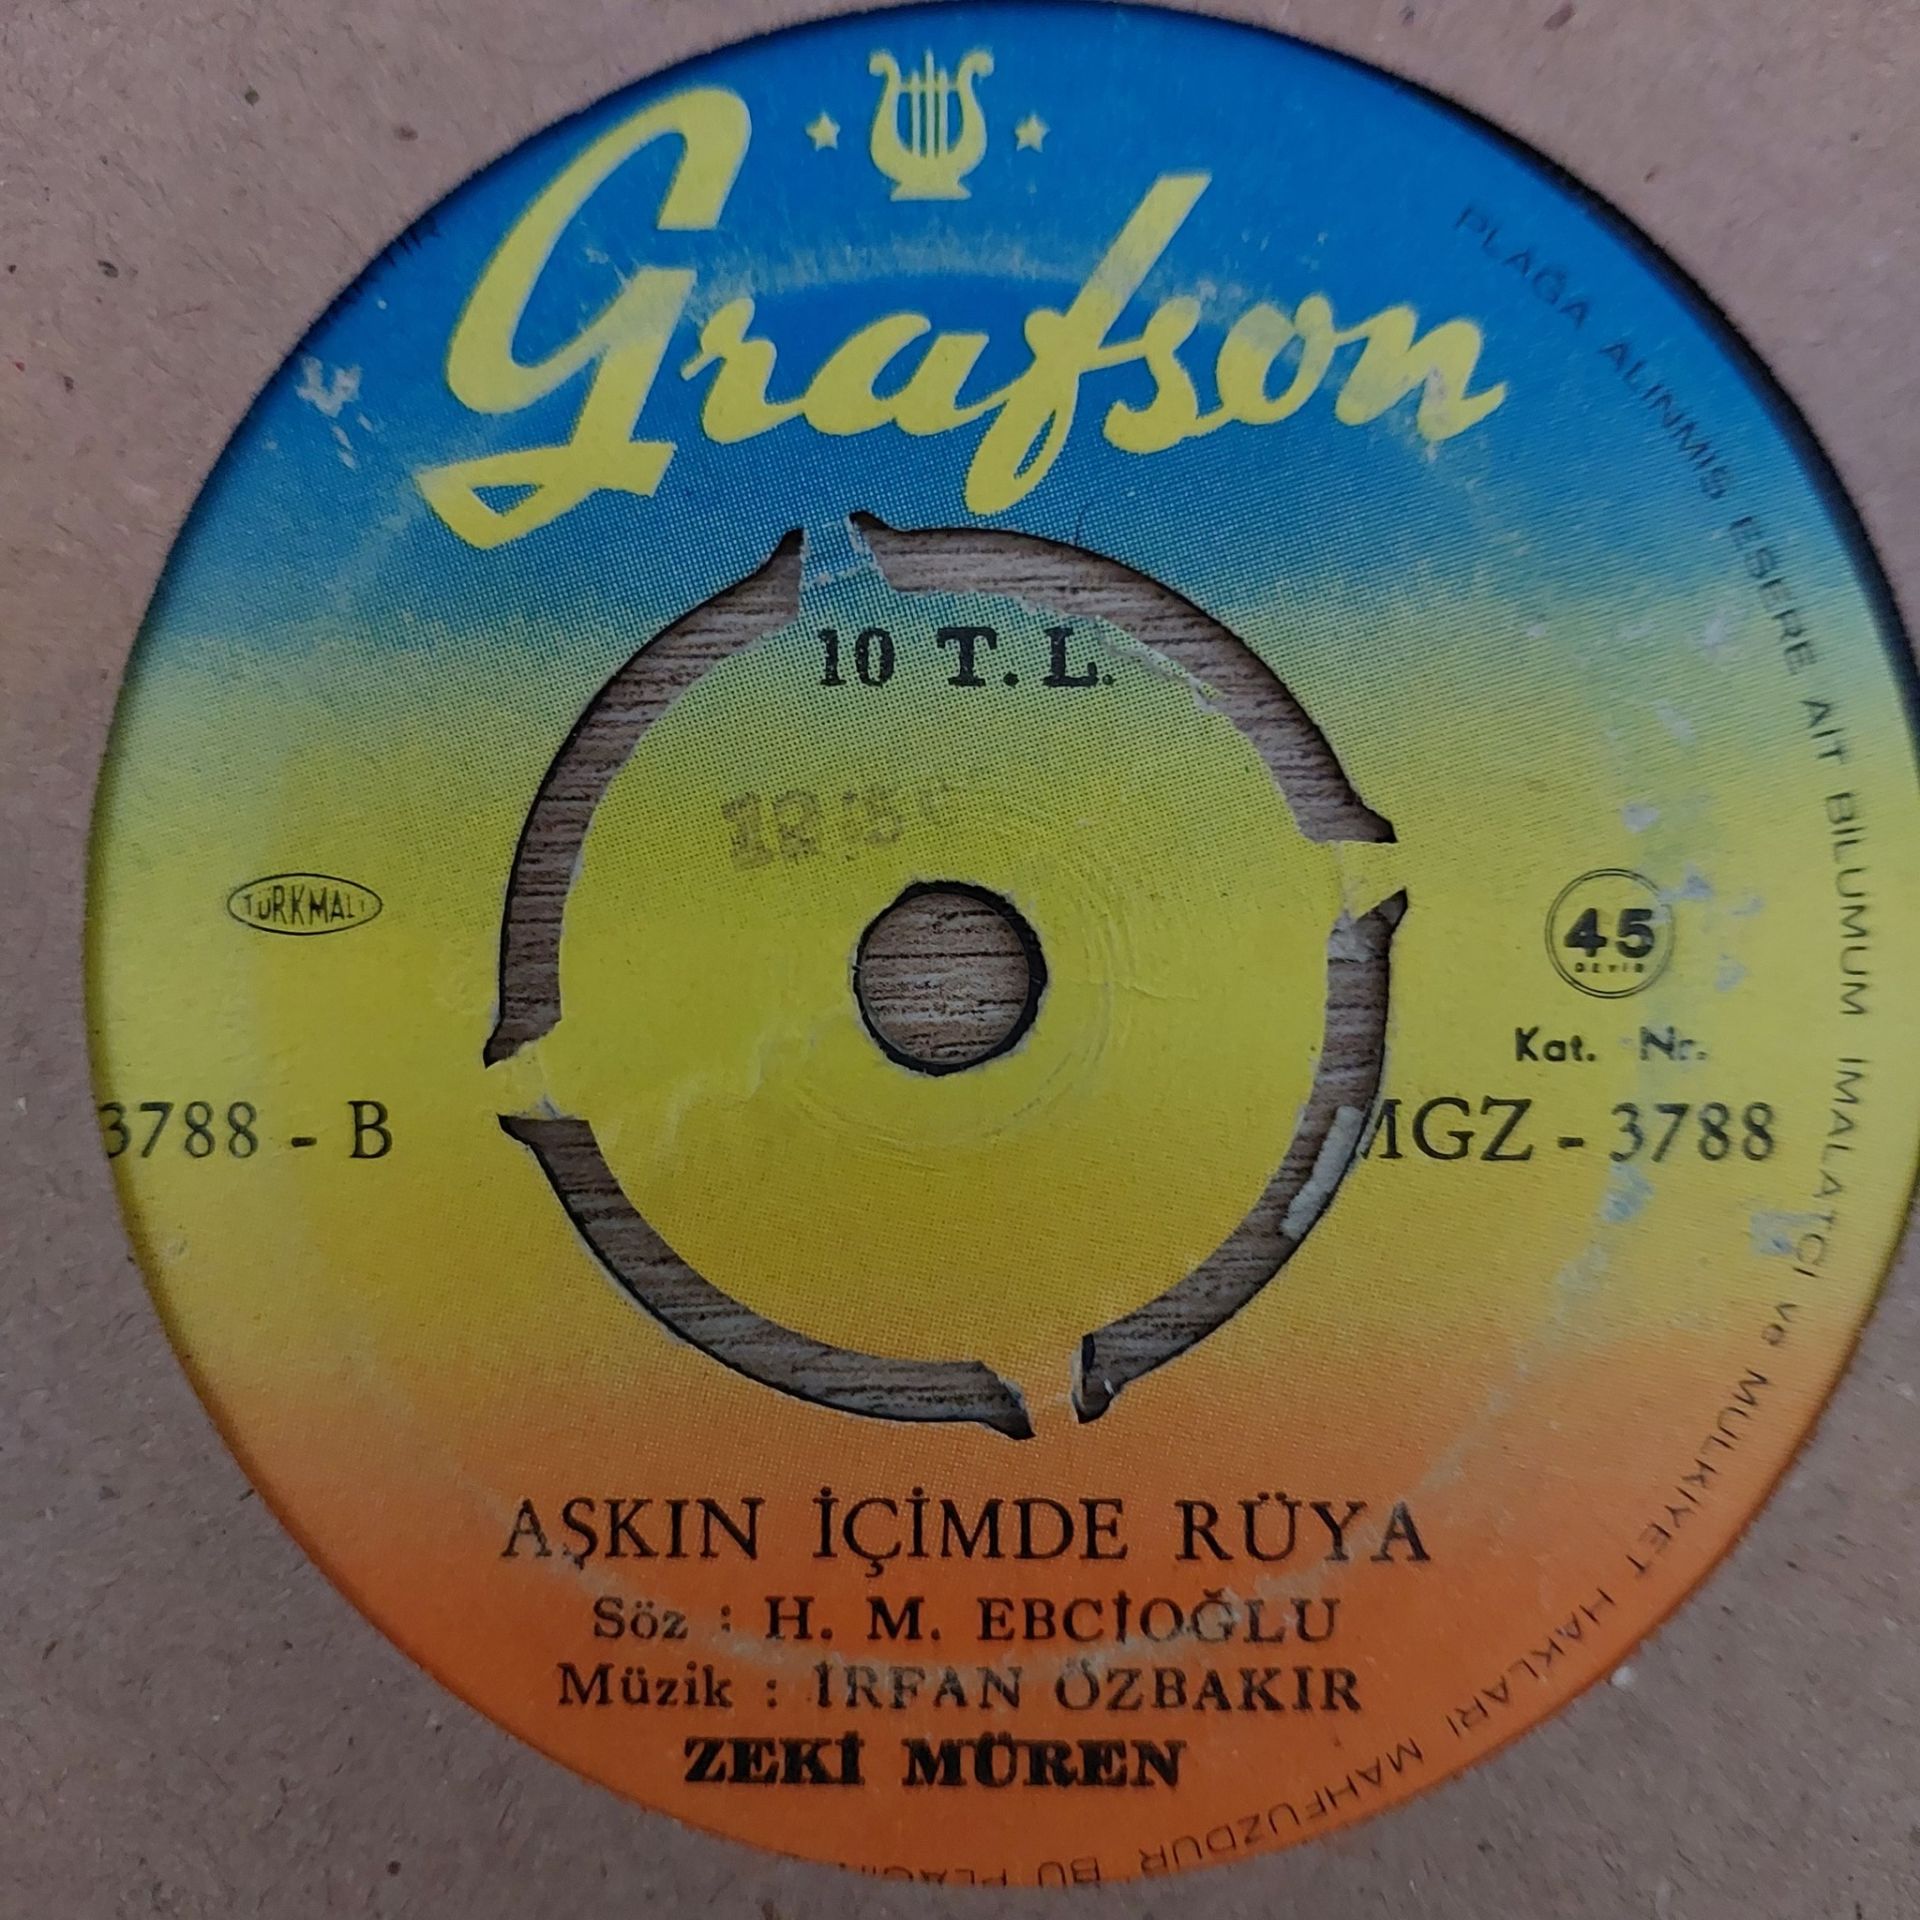 Grafson
10 T.L.
TÜRKMALI
45
DEVİR
Kat. Nr.
3788 - B
MGZ - 3788
AŞKIN İÇİMDE RÜYA
Söz : H. M. EBCİOĞLU
Müzik : İRFAN ÖZBAKIR
ZEKİ MÜREN
PLAĞA ALINMIŞ ESERE AİT BİLUMUM İMALATÇI ve MÜLKİYET HAKLARI MAHFUZDUR BU